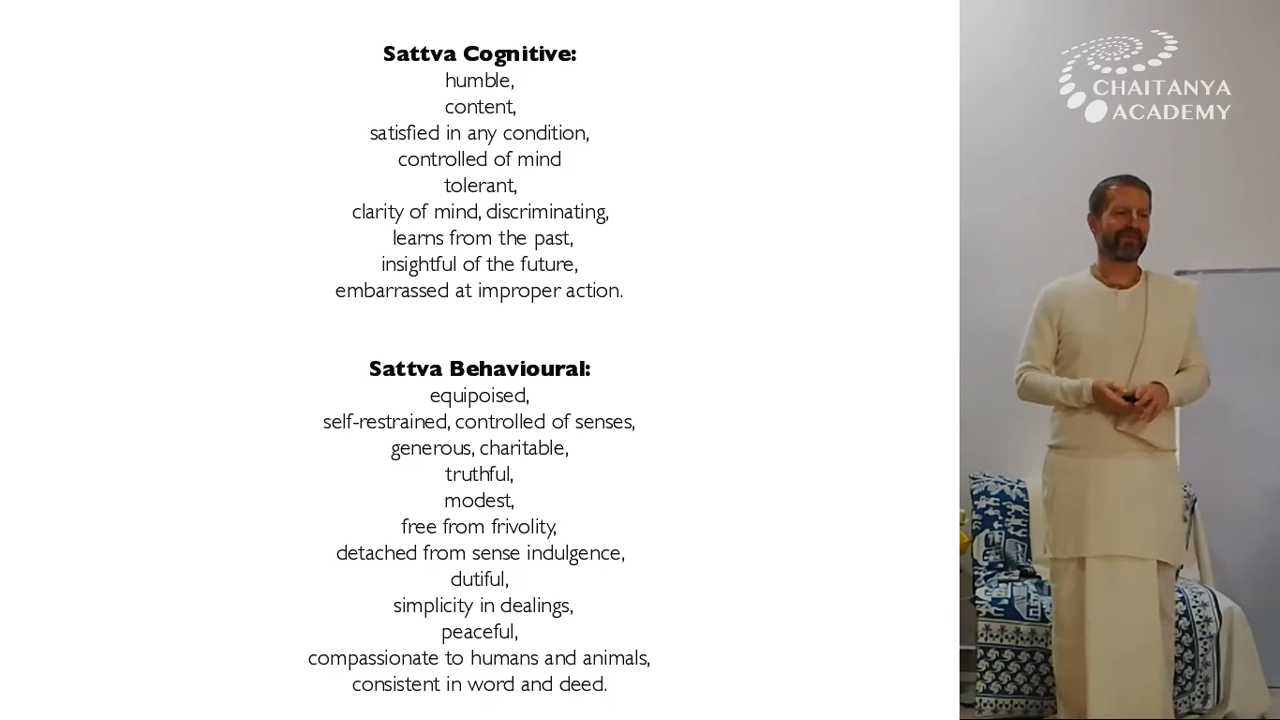 Sattva Cognitive:
humble,
content,
satisfied in any condition,
controlled of mind
tolerant,
clarity of mind, discriminating,
learns from the past,
insightful of the future,
embarrassed at improper action.
Sattva Behavioural:
equipoised,
self-restrained, controlled of senses,
generous, charitable,
truthful,
modest,
free from frivolity,
detached from sense indulgence,
dutiful,
simplicity in dealings,
peaceful,
compassionate to humans and animals,
consistent in word and deed.
CHAITANYA
ACADEMY